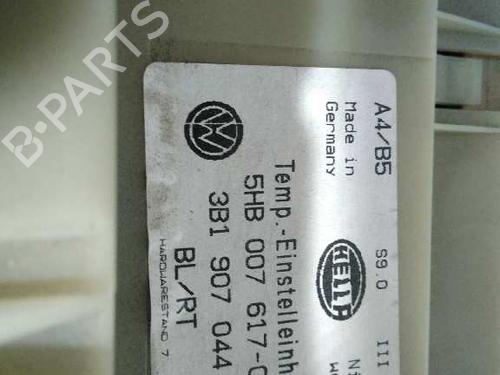 A4/B5 S9.0 III
Made in
Germany
HELLA
Temp.-Einstelleinh
5HB 007 617-0
3B1 907 044
BL/RT
HARDWARESTAND 7
B-PARTS